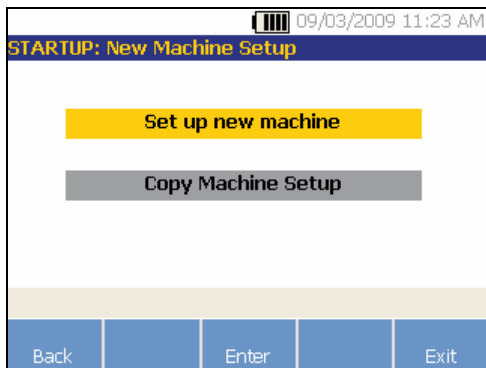 09/03/2009 11:23 AM
STARTUP: New Machine Setup
Set up new machine
Copy Machine Setup
Back Enter Exit